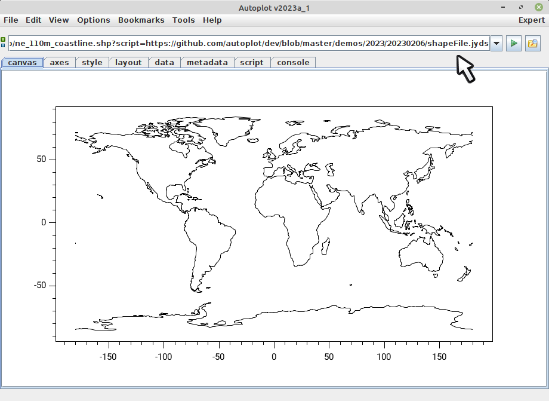 Autoplot v2023a_1
File Edit View Options Bookmarks Tools Help Expert
/me_110m_coastline.shp?script=https://github.com/autoplot/dev/blob/master/demos/2023/20230206/shapeFile.jyds
canvas axes style layout data metadata script console
50
0
-50
-150 -100 -50 0 50 100 150